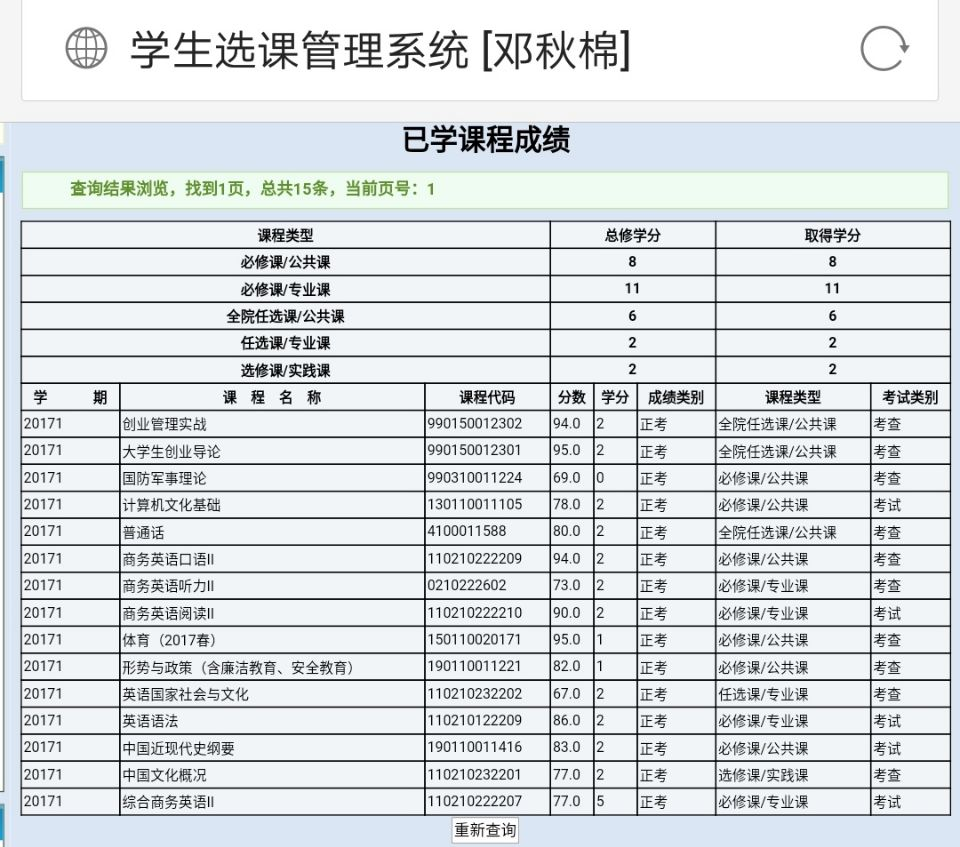 学生选课管理系统 [邓秋棉]
已学课程成绩
查询结果浏览，找到1页，总共15条，当前页号：1
课程类型 总修学分 取得学分
必修课/公共课 8 8
必修课/专业课 11 11
全院任选课/公共课 6 6
任选课/专业课 2 2
选修课/实践课 2 2
学 期 课 程 名 称 课程代码 分数 学分 成绩类别 课程类型 考试类别
20171 创业管理实战 990150012302 94.0 2 正考 全院任选课/公共课 考查
20171 大学生创业导论 990150012301 95.0 2 正考 全院任选课/公共课 考查
20171 国防军事理论 990310011224 69.0 0 正考 必修课/公共课 考查
20171 计算机文化基础 130110011105 78.0 2 正考 必修课/公共课 考试
20171 普通话 4100011588 80.0 2 正考 全院任选课/公共课 考查
20171 商务英语口语II 110210222209 94.0 2 正考 必修课/公共课 考查
20171 商务英语听力II 0210222602 73.0 2 正考 必修课/专业课 考查
20171 商务英语阅读II 110210222210 90.0 2 正考 必修课/专业课 考试
20171 体育（2017春） 150110020171 95.0 1 正考 必修课/公共课 考查
20171 形势与政策（含廉洁教育、安全教育） 190110011221 82.0 1 正考 必修课/公共课 考查
20171 英语国家社会与文化 110210232202 67.0 2 正考 任选课/专业课 考查
20171 英语语法 110210122209 86.0 2 正考 必修课/专业课 考试
20171 中国近现代史纲要 190110011416 83.0 2 正考 必修课/公共课 考试
20171 中国文化概况 110210232201 77.0 2 正考 选修课/实践课 考查
20171 综合商务英语II 110210222207 77.0 5 正考 必修课/专业课 考试
重新查询